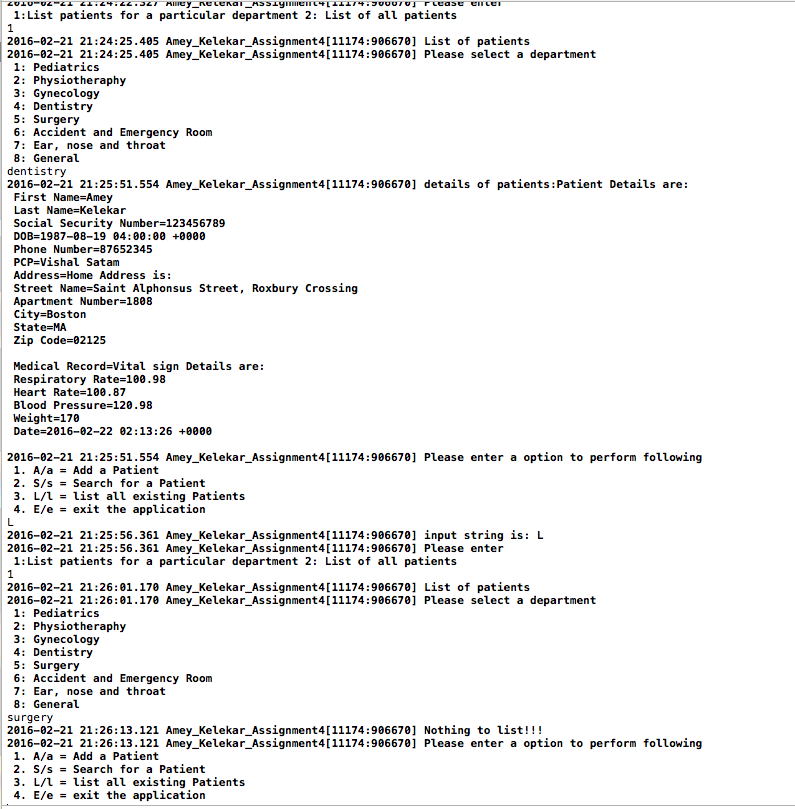 2016-02-21 21:24:22.327 Amey_Kelekar_Assignment4[11174:906670] Please enter
1:List patients for a particular department 2: List of all patients
1
2016-02-21 21:24:25.405 Amey_Kelekar_Assignment4[11174:906670] List of patients
2016-02-21 21:24:25.405 Amey_Kelekar_Assignment4[11174:906670] Please select a department
1: Pediatrics
2: Physiotheraphy
3: Gynecology
4: Dentistry
5: Surgery
6: Accident and Emergency Room
7: Ear, nose and throat
8: General
dentistry
2016-02-21 21:25:51.554 Amey_Kelekar_Assignment4[11174:906670] details of patients:Patient Details are:
First Name=Amey
Last Name=Kelekar
Social Security Number=123456789
DOB=1987-08-19 04:00:00 +0000
Phone Number=87652345
PCP=Vishal Satam
Address=Home Address is:
Street Name=Saint Alphonsus Street, Roxbury Crossing
Apartment Number=1808
City=Boston
State=MA
Zip Code=02125
Medical Record=Vital sign Details are:
Respiratory Rate=100.98
Heart Rate=100.87
Blood Pressure=120.98
Weight=170
Date=2016-02-22 02:13:26 +0000
2016-02-21 21:25:51.554 Amey_Kelekar_Assignment4[11174:906670] Please enter a option to perform following
1. A/a = Add a Patient
2. S/s = Search for a Patient
3. L/l = list all existing Patients
4. E/e = exit the application
L
2016-02-21 21:25:56.361 Amey_Kelekar_Assignment4[11174:906670] input string is: L
2016-02-21 21:25:56.361 Amey_Kelekar_Assignment4[11174:906670] Please enter
1:List patients for a particular department 2: List of all patients
1
2016-02-21 21:26:01.170 Amey_Kelekar_Assignment4[11174:906670] List of patients
2016-02-21 21:26:01.170 Amey_Kelekar_Assignment4[11174:906670] Please select a department
1: Pediatrics
2: Physiotheraphy
3: Gynecology
4: Dentistry
5: Surgery
6: Accident and Emergency Room
7: Ear, nose and throat
8: General
surgery
2016-02-21 21:26:13.121 Amey_Kelekar_Assignment4[11174:906670] Nothing to list!!!
2016-02-21 21:26:13.121 Amey_Kelekar_Assignment4[11174:906670] Please enter a option to perform following
1. A/a = Add a Patient
2. S/s = Search for a Patient
3. L/l = list all existing Patients
4. E/e = exit the application